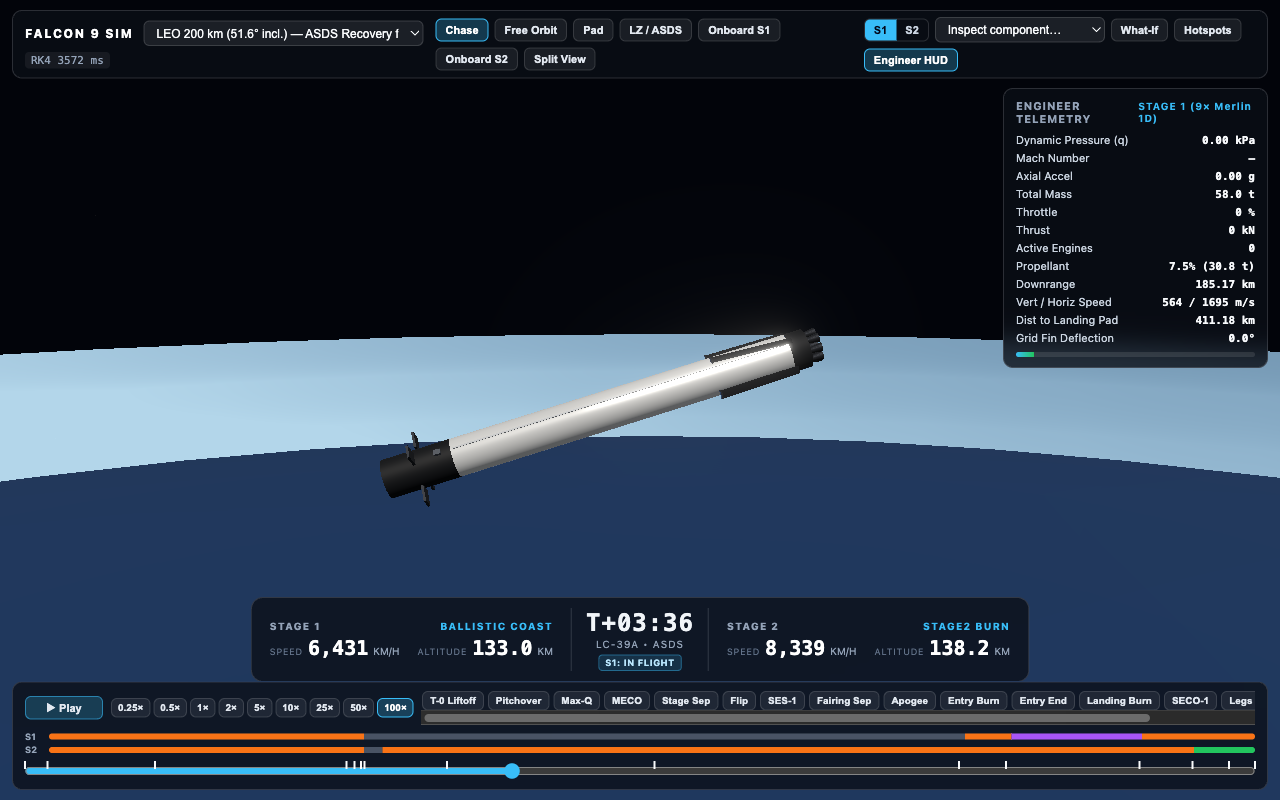 FALCON 9 SIM
LEO 200 km (51.6° incl.) — ASDS Recovery f
RK4 3572 ms
Chase
Free Orbit
Pad
LZ / ASDS
Onboard S1
Onboard S2
Split View
S1
S2
Inspect component…
What-If
Hotspots
Engineer HUD
ENGINEER TELEMETRY
STAGE 1 (9× Merlin 1D)
Dynamic Pressure (q) 0.00 kPa
Mach Number —
Axial Accel 0.00 g
Total Mass 58.0 t
Throttle 0 %
Thrust 0 kN
Active Engines 0
Propellant 7.5% (30.8 t)
Downrange 185.17 km
Vert / Horiz Speed 564 / 1695 m/s
Dist to Landing Pad 411.18 km
Grid Fin Deflection 0.0°
STAGE 1 BALLISTIC COAST
SPEED 6,431 KM/H ALTITUDE 133.0 KM
T+03:36
LC-39A • ASDS
S1: IN FLIGHT
STAGE 2 STAGE2 BURN
SPEED 8,339 KM/H ALTITUDE 138.2 KM
▶ Play
0.25×
0.5×
1×
2×
5×
10×
25×
50×
100×
T-0 Liftoff
Pitchover
Max-Q
MECO
Stage Sep
Flip
SES-1
Fairing Sep
Apogee
Entry Burn
Entry End
Landing Burn
SECO-1
Legs
S1
S2